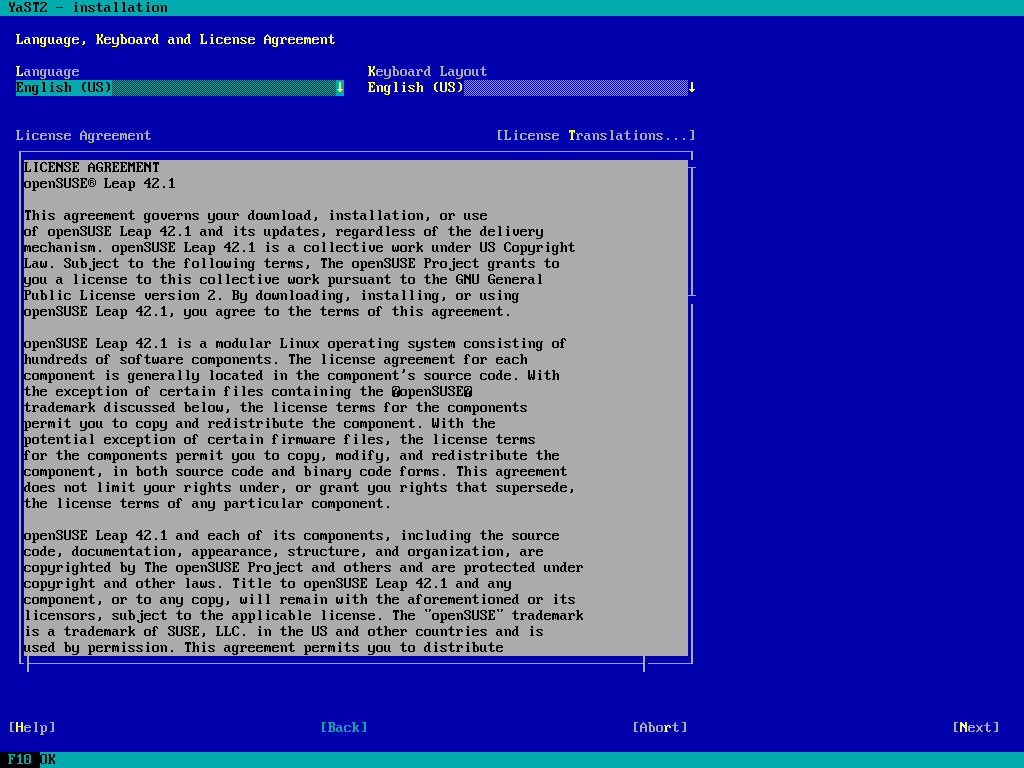 YaST2 - installation
Language, Keyboard and License Agreement
Language Keyboard Layout
English (US)↓ English (US)↓
License Agreement [License Translations...]
LICENSE AGREEMENT
openSUSE® Leap 42.1
This agreement governs your download, installation, or use
of openSUSE Leap 42.1 and its updates, regardless of the delivery
mechanism. openSUSE Leap 42.1 is a collective work under US Copyright
Law. Subject to the following terms, The openSUSE Project grants to
you a license to this collective work pursuant to the GNU General
Public License version 2. By downloading, installing, or using
openSUSE Leap 42.1, you agree to the terms of this agreement.
openSUSE Leap 42.1 is a modular Linux operating system consisting of
hundreds of software components. The license agreement for each
component is generally located in the component's source code. With
the exception of certain files containing the �openSUSE�
trademark discussed below, the license terms for the components
permit you to copy and redistribute the component. With the
potential exception of certain firmware files, the license terms
for the components permit you to copy, modify, and redistribute the
component, in both source code and binary code forms. This agreement
does not limit your rights under, or grant you rights that supersede,
the license terms of any particular component.
openSUSE Leap 42.1 and each of its components, including the source
code, documentation, appearance, structure, and organization, are
copyrighted by The openSUSE Project and others and are protected under
copyright and other laws. Title to openSUSE Leap 42.1 and any
component, or to any copy, will remain with the aforementioned or its
licensors, subject to the applicable license. The "openSUSE" trademark
is a trademark of SUSE, LLC. in the US and other countries and is
used by permission. This agreement permits you to distribute
[Help] [Back] [Abort] [Next]
F10 OK